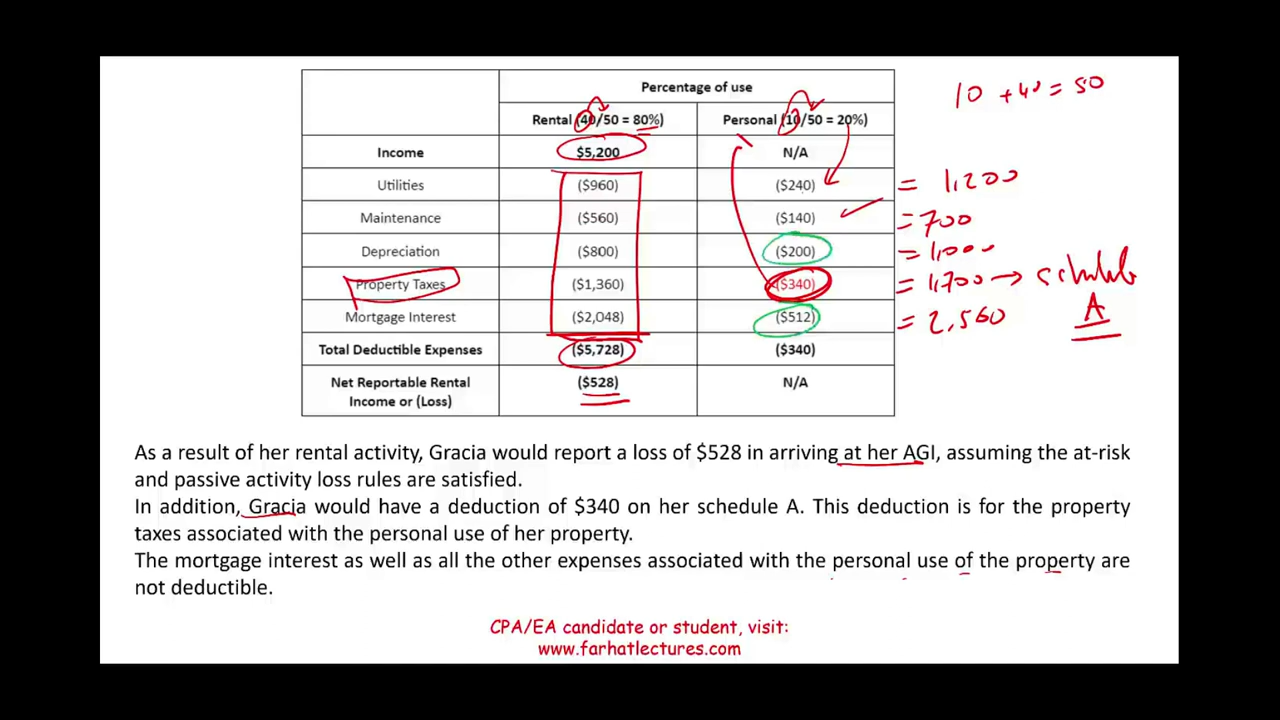 Percentage of use
10 + 40 = 50
Rental (40/50 = 80%) Personal (10/50 = 20%)
Income $5,200 N/A
Utilities ($960) ($240) = 1,200
Maintenance ($560) ($140) = 700
Depreciation ($800) ($200) = 1,000
Property Taxes ($1,360) ($340) = 1,700 → schedule
A
Mortgage Interest ($2,048) ($512) = 2,560
Total Deductible Expenses ($5,728) ($340)
Net Reportable Rental
Income or (Loss) ($528) N/A
As a result of her rental activity, Gracia would report a loss of $528 in arriving at her AGI, assuming the at-risk
and passive activity loss rules are satisfied.
In addition, Gracia would have a deduction of $340 on her schedule A. This deduction is for the property
taxes associated with the personal use of her property.
The mortgage interest as well as all the other expenses associated with the personal use of the property are
not deductible.
CPA/EA candidate or student, visit:
www.farhatlectures.com